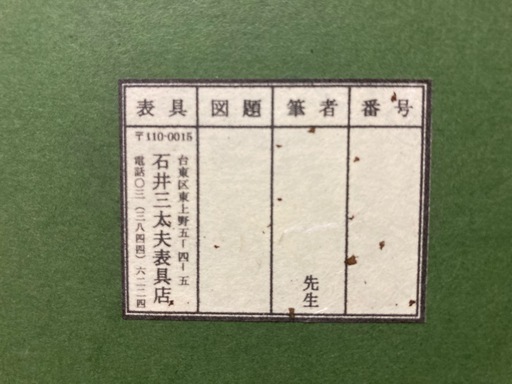 表具 図題 筆者 番号
〒110-0015
台東区東上野五ー四ー五
石井三太夫表具店
電話〇三(三八四四)六二二四
先生